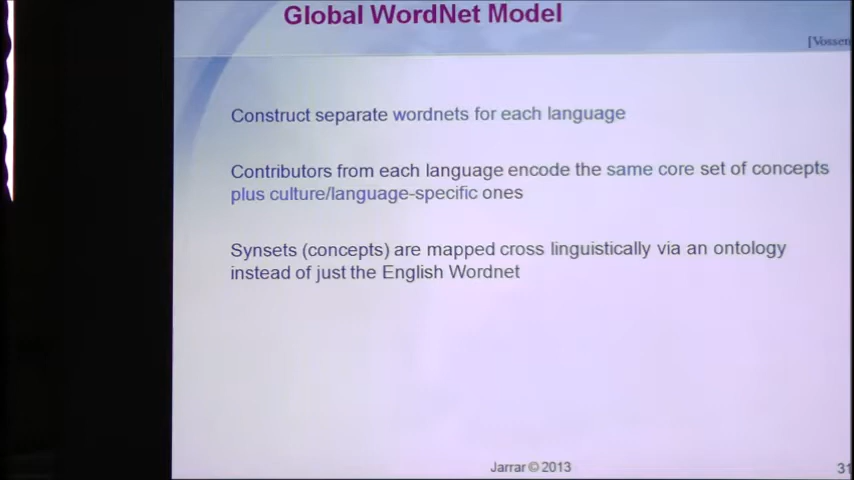 Global WordNet Model
[Vossen
Construct separate wordnets for each language
Contributors from each language encode the same core set of concepts
plus culture/language-specific ones
Synsets (concepts) are mapped cross linguistically via an ontology
instead of just the English Wordnet
Jarrar © 2013
31